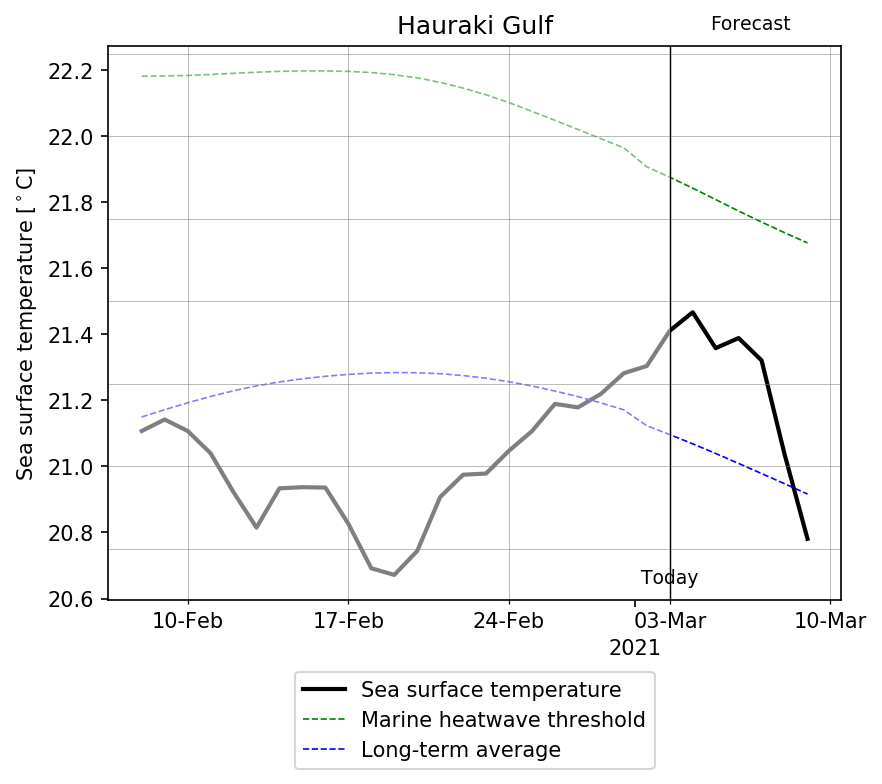 Hauraki Gulf
Forecast
Sea surface temperature [°C]
22.2
22.0
21.8
21.6
21.4
21.2
21.0
20.8
20.6
Today
10-Feb 17-Feb 24-Feb 03-Mar 10-Mar
2021
Sea surface temperature
Marine heatwave threshold
Long-term average